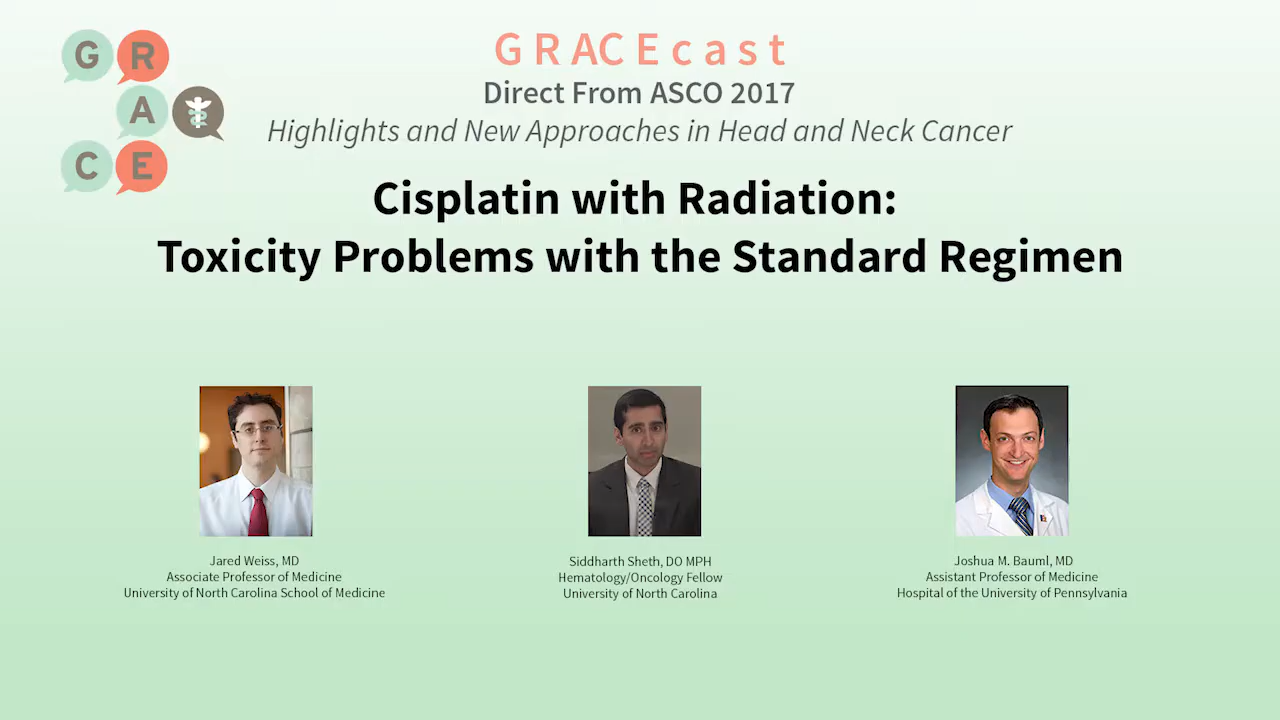 G R A C E
GRACEcast
Direct From ASCO 2017
Highlights and New Approaches in Head and Neck Cancer
Cisplatin with Radiation:
Toxicity Problems with the Standard Regimen
Jared Weiss, MD
Associate Professor of Medicine
University of North Carolina School of Medicine
Siddharth Sheth, DO MPH
Hematology/Oncology Fellow
University of North Carolina
Joshua M. Bauml, MD
Assistant Professor of Medicine
Hospital of the University of Pennsylvania